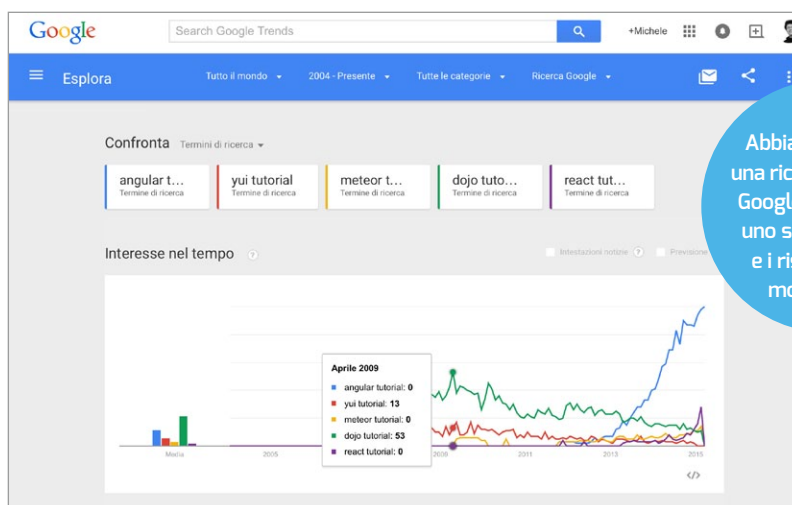 Google
Search Google Trends
+Michele
Esplora
Tutto il mondo
2004 - Presente
Tutte le categorie
Ricerca Google
Confronta Termini di ricerca
angular t...
Termine di ricerca
yui tutorial
Termine di ricerca
meteor t...
Termine di ricerca
dojo tuto...
Termine di ricerca
react tut...
Termine di ricerca
Interesse nel tempo ?
Intestazioni notizie ?
Previsione
Aprile 2009
angular tutorial: 0
yui tutorial: 13
meteor tutorial: 0
dojo tutorial: 53
react tutorial: 0
Media
2005
2009
2011
2013
2015
</>
Abbia
una ric
Googl
uno s
e i ris
mo